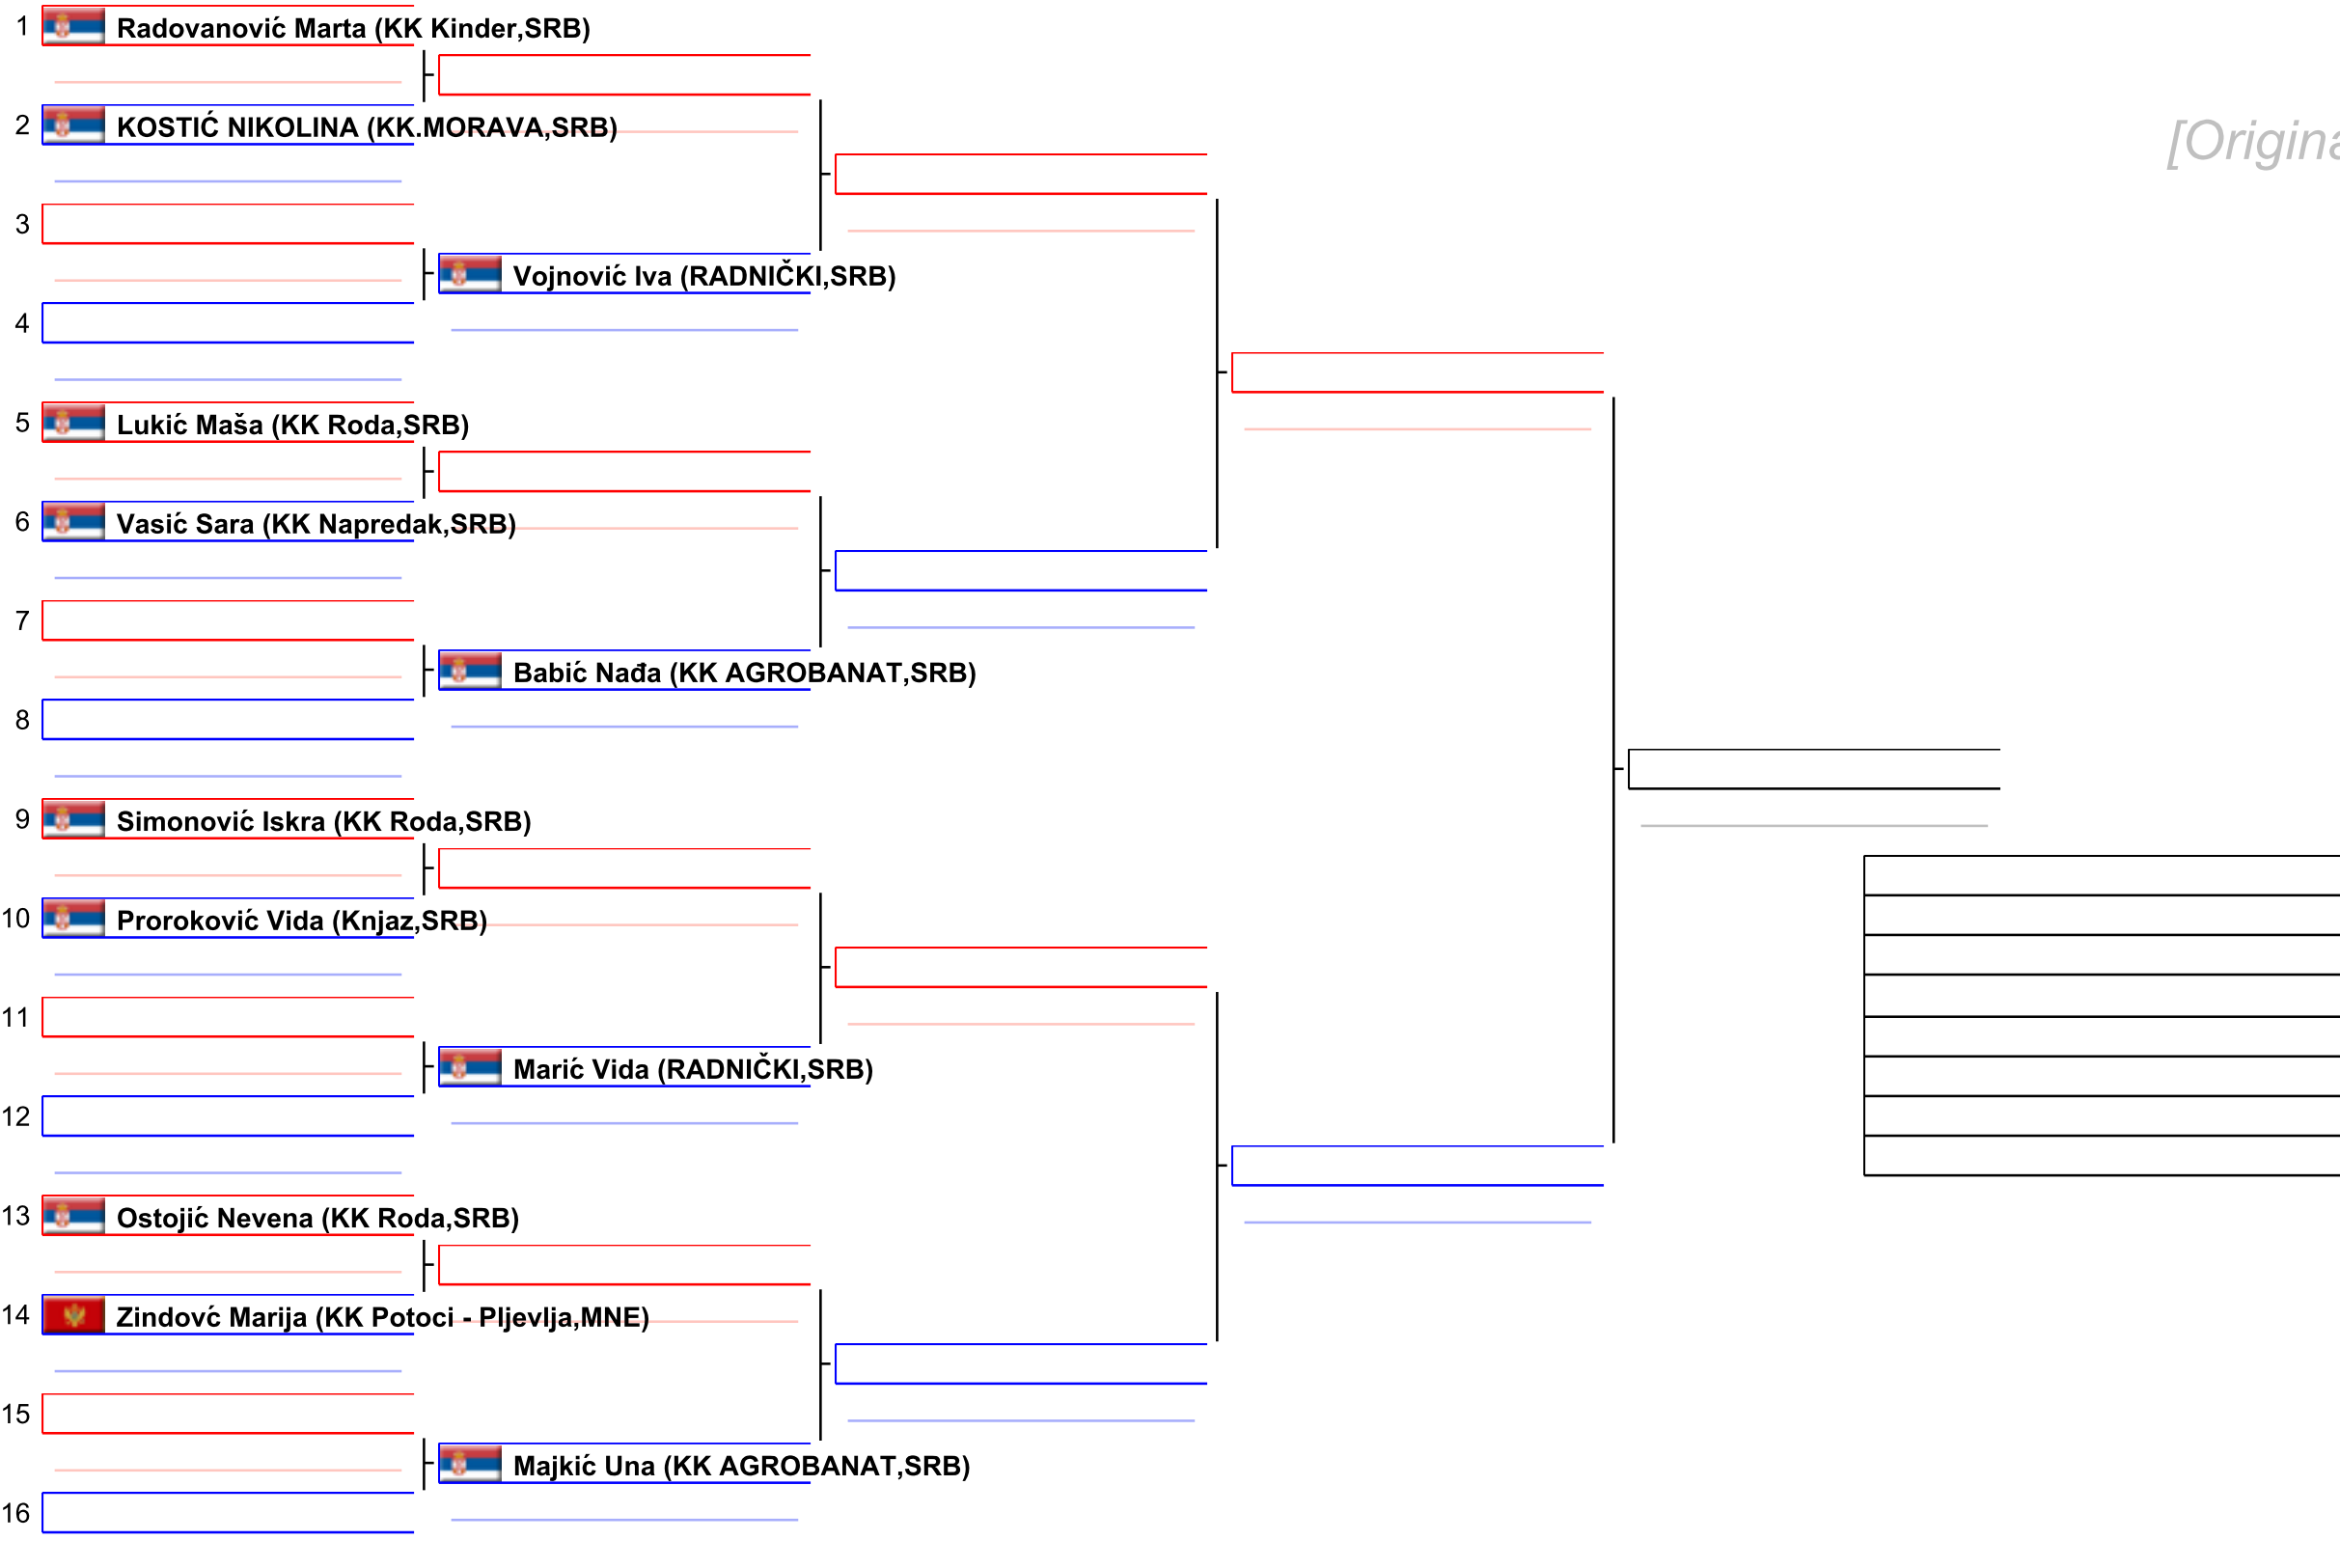 1 Radovanović Marta (KK Kinder,SRB)
2 KOSTIĆ NIKOLINA (KK.MORAVA,SRB)
[Origina
3
Vojnović Iva (RADNIČKI,SRB)
4
5 Lukić Maša (KK Roda,SRB)
6 Vasić Sara (KK Napredak,SRB)
7
Babić Nađa (KK AGROBANAT,SRB)
8
9 Simonović Iskra (KK Roda,SRB)
10 Proroković Vida (Knjaz,SRB)
11
Marić Vida (RADNIČKI,SRB)
12
13 Ostojić Nevena (KK Roda,SRB)
14 Zindovć Marija (KK Potoci - Pljevlja,MNE)
15
Majkić Una (KK AGROBANAT,SRB)
16